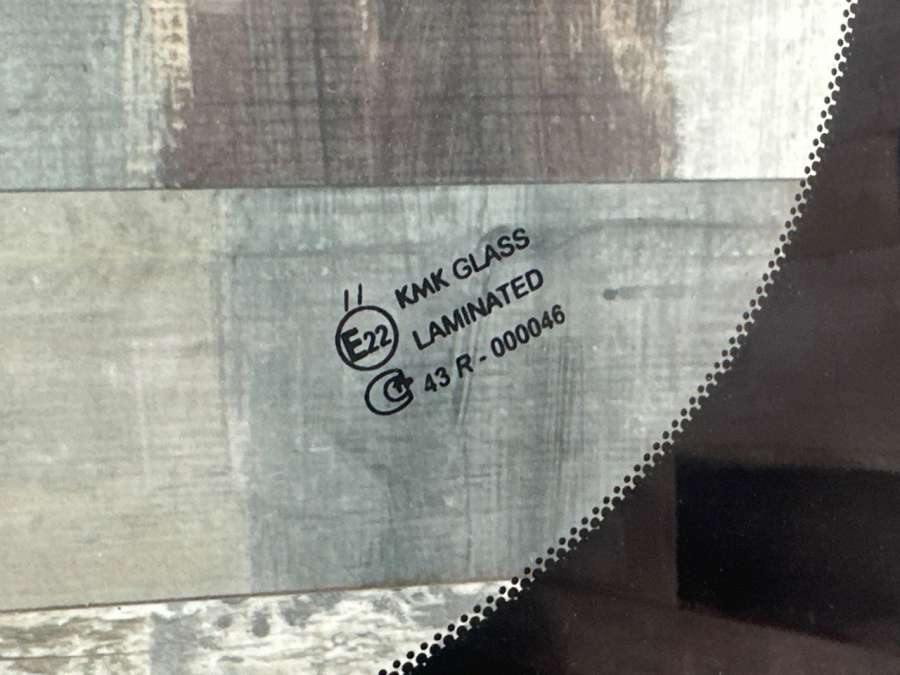 KMK GLASS
II
E22
LAMINATED
43 R - 000046